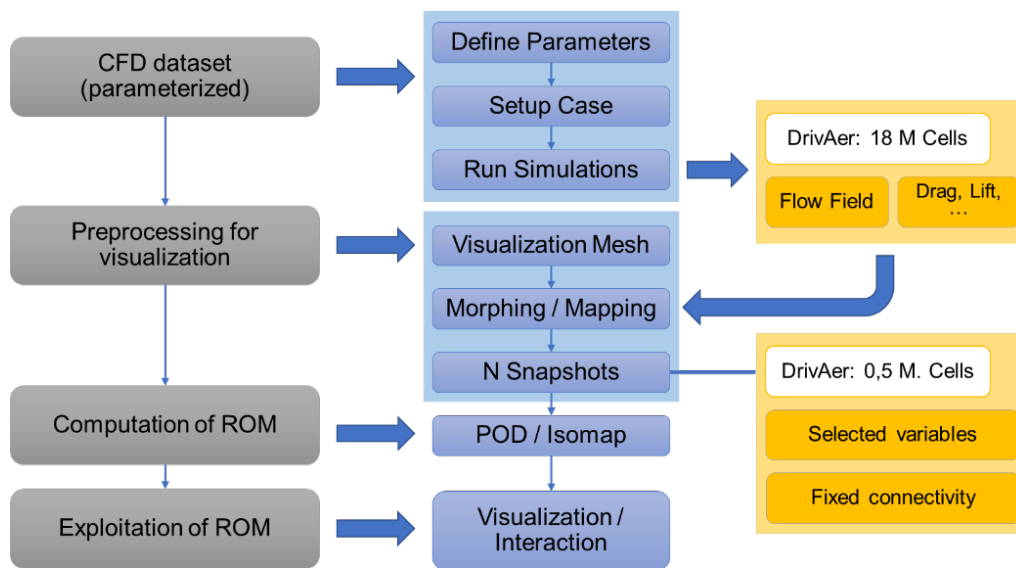 CFD dataset
(parameterized)
Define Parameters
Setup Case
Run Simulations
DrivAer: 18 M Cells
Flow Field
Drag, Lift,
…
Preprocessing for
visualization
Visualization Mesh
Morphing / Mapping
N Snapshots
DrivAer: 0,5 M. Cells
Selected variables
Fixed connectivity
Computation of ROM
POD / Isomap
Exploitation of ROM
Visualization /
Interaction